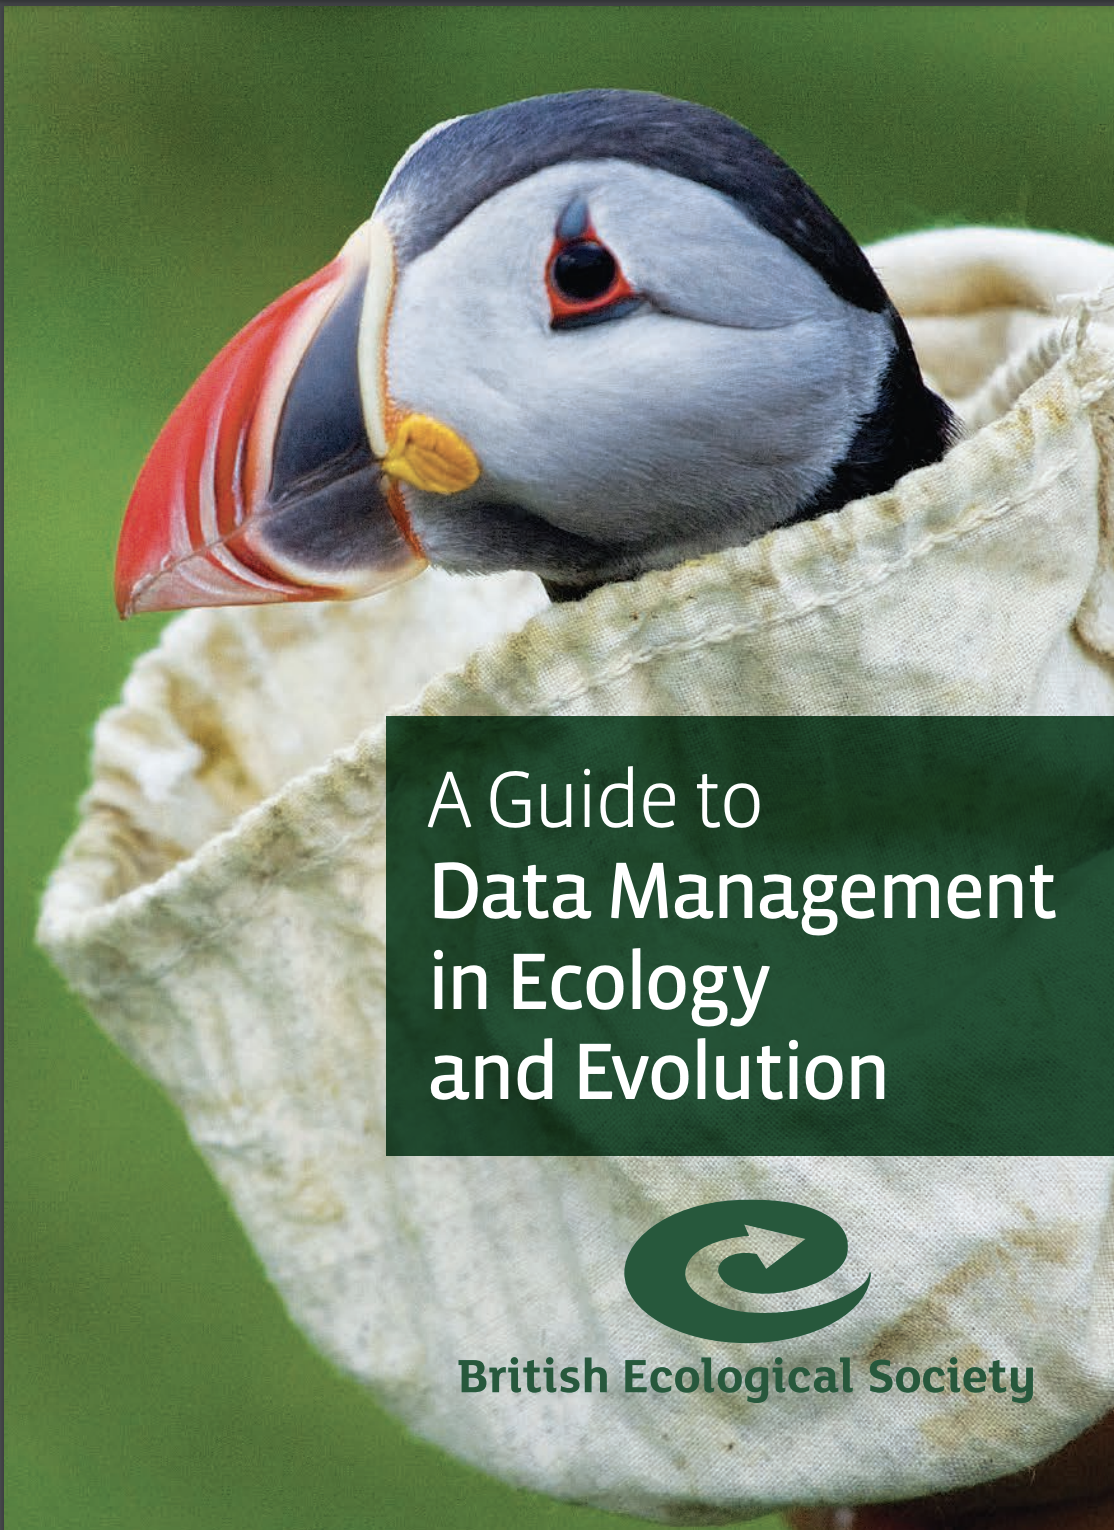 A Guide to
Data Management
in Ecology
and Evolution
British Ecological Society